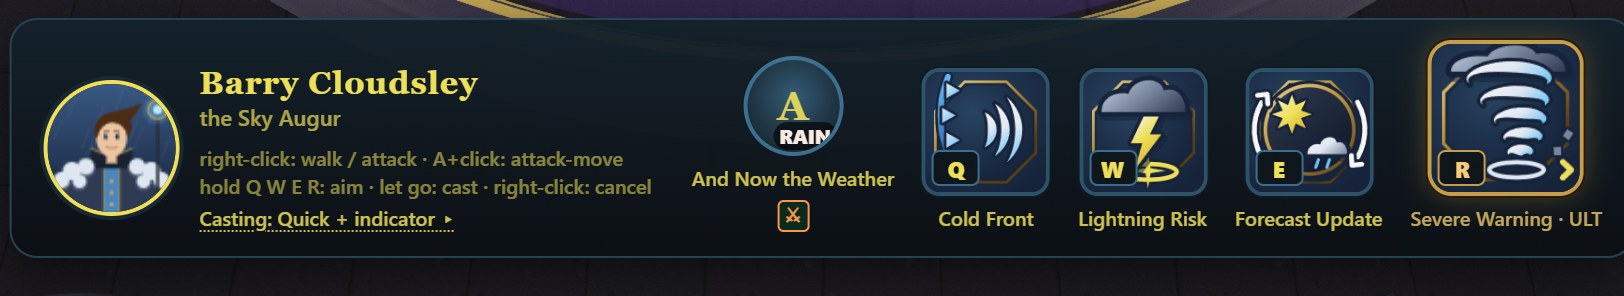 Barry Cloudsley
the Sky Augur
right-click: walk / attack · A+click: attack-move
hold Q W E R: aim · let go: cast · right-click: cancel
Casting: Quick + indicator ▸
A
RAIN
And Now the Weather
Q
Cold Front
W
Lightning Risk
E
Forecast Update
R
Severe Warning · ULT